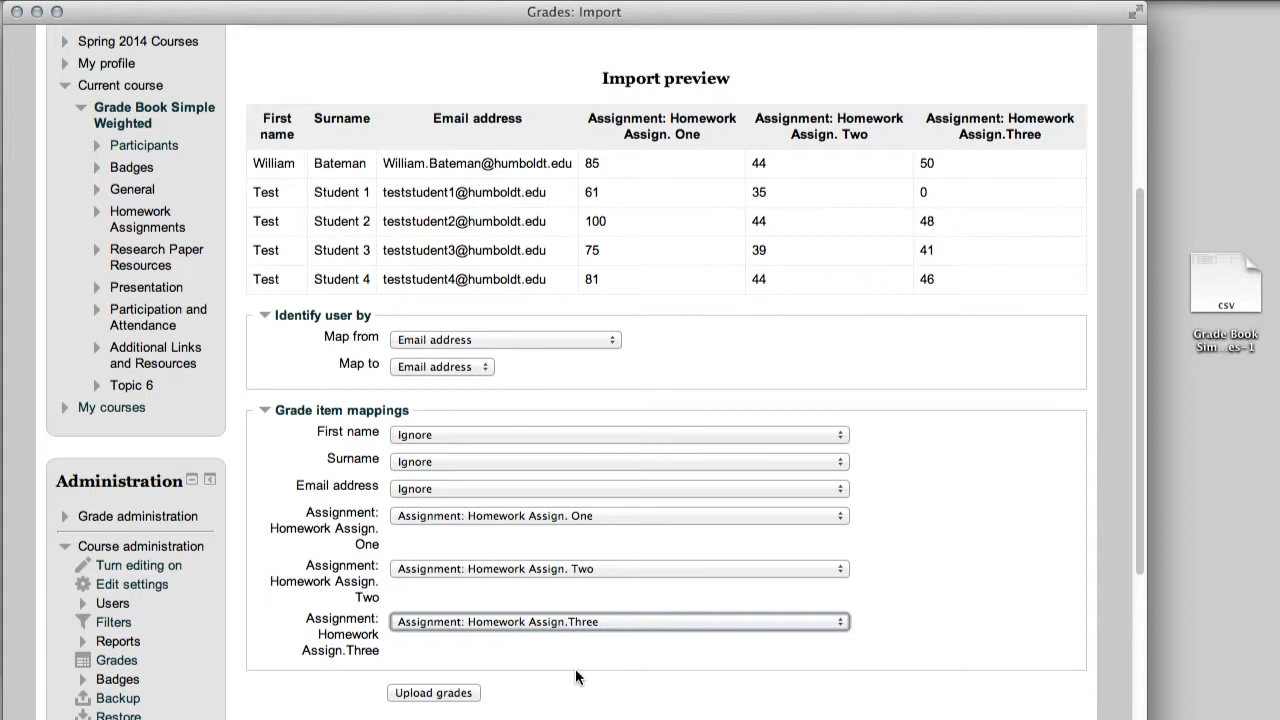 Grades: Import
Spring 2014 Courses
My profile
Current course
Grade Book Simple
Weighted
Participants
Badges
General
Homework
Assignments
Research Paper
Resources
Presentation
Participation and
Attendance
Additional Links
and Resources
Topic 6
My courses
Administration
Grade administration
Course administration
Turn editing on
Edit settings
Users
Filters
Reports
Grades
Badges
Backup
Restore
Import preview
First name Surname Email address Assignment: Homework Assign. One Assignment: Homework Assign. Two Assignment: Homework Assign.Three
William Bateman William.Bateman@humboldt.edu 85 44 50
Test Student 1 teststudent1@humboldt.edu 61 35 0
Test Student 2 teststudent2@humboldt.edu 100 44 48
Test Student 3 teststudent3@humboldt.edu 75 39 41
Test Student 4 teststudent4@humboldt.edu 81 44 46
Identify user by
Map from Email address
Map to Email address
Grade item mappings
First name Ignore
Surname Ignore
Email address Ignore
Assignment: Homework Assign. One Assignment: Homework Assign. One
Assignment: Homework Assign. Two Assignment: Homework Assign. Two
Assignment: Homework Assign.Three Assignment: Homework Assign.Three
Upload grades
CSV
Grade Book
Sim...es-1